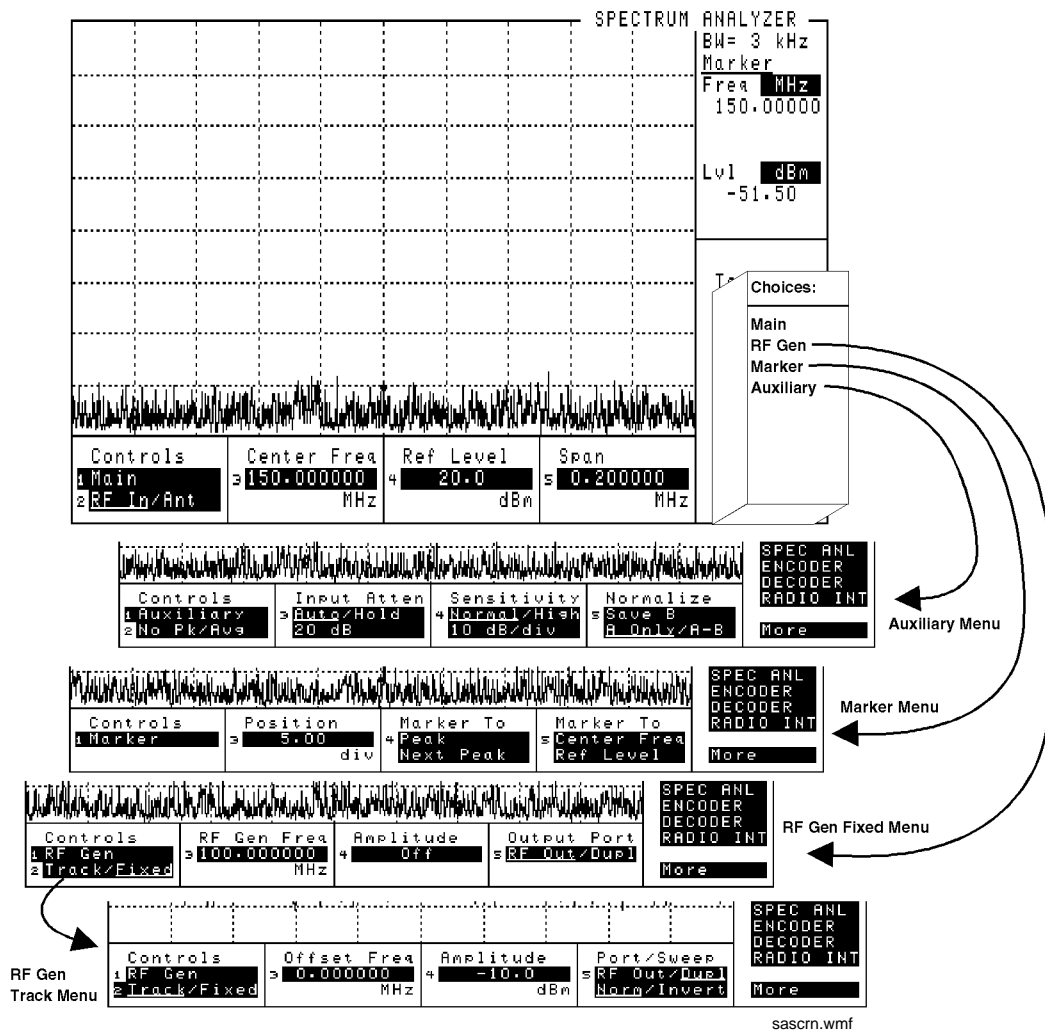 SPECTRUM ANALYZER
BW= 3 kHz
Marker
Freq MHz
150.00000
Lvl dBm
-51.50
Choices:
Main
RF Gen
Marker
Auxiliary
Controls
1 Main
2 RF In/Ant
Center Freq
3 150.000000
MHz
Ref Level
4 20.0
dBm
Span
5 0.200000
MHz
Controls
1 Auxiliary
2 No Pk/Avg
Input Atten
3 Auto/Hold
20 dB
Sensitivity
4 Normal/High
10 dB/div
Normalize
5 Save B
A Only/A-B
SPEC ANL
ENCODER
DECODER
RADIO INT
More
Auxiliary Menu
Controls
1 Marker
Position
3 5.00
div
Marker To
4 Peak
Next Peak
Marker To
5 Center Freq
Ref Level
SPEC ANL
ENCODER
DECODER
RADIO INT
More
Marker Menu
Controls
1 RF Gen
2 Track/Fixed
RF Gen Freq
3 100.000000
MHz
Amplitude
4 Off
Output Port
5 RF Out/Dupl
SPEC ANL
ENCODER
DECODER
RADIO INT
More
RF Gen Fixed Menu
RF Gen
Track Menu
Controls
1 RF Gen
2 Track/Fixed
Offset Freq
3 0.000000
MHz
Amplitude
4 -10.0
dBm
Port/Sweep
5 RF Out/Dupl
Norm/Invert
SPEC ANL
ENCODER
DECODER
RADIO INT
More
sascrn.wmf